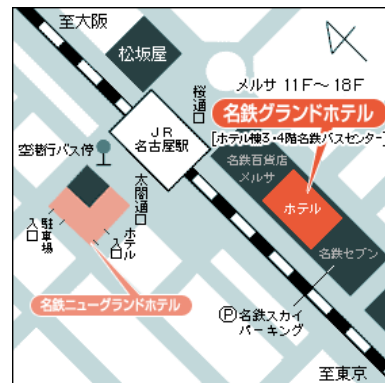 至大阪
松坂屋
メルサ 11F～18F
桜通口
名鉄グランドホテル
[ホテル棟3・4階名鉄バスセンター]
JR
名古屋駅
空港行バス停
名鉄百貨店
メルサ
太閤通口
ホテル
入口
駐車場
ホテル
入口
名鉄セブン
名鉄ニューグランドホテル
Ⓟ名鉄スカイ
パーキング
至東京